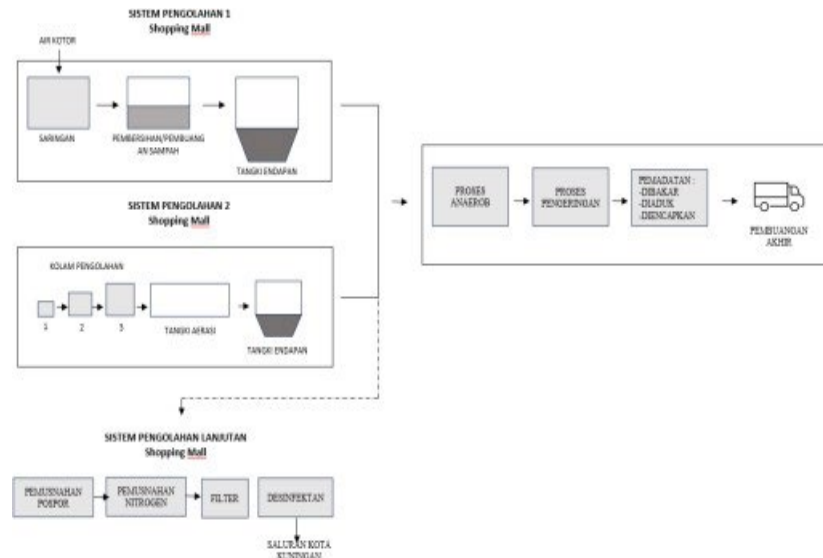 SISTEM PENGOLAHAN 1
Shopping Mall
AIR KOTOR
SARINGAN
PEMBERSIHAN/PEMBUANG
AN SAMPAH
TANGKI ENDAPAN
SISTEM PENGOLAHAN 2
Shopping Mall
KOLAM PENGOLAHAN
1
2
3
TANGKI AERASI
TANGKI ENDAPAN
PROSES
ANAEROB
PROSES
PENGERINGAN
PEMADATAN :
-DIBAKAR
-DIADUK
-DIENCAPKAN
PEMBUANGAN
AKHIR
SISTEM PENGOLAHAN LANJUTAN
Shopping Mall
PEMUSNAHAN
POSPOR
PEMUSNAHAN
NITROGEN
FILTER
DESINFEKTAN
SALURAN KOTA
KUNINGAN